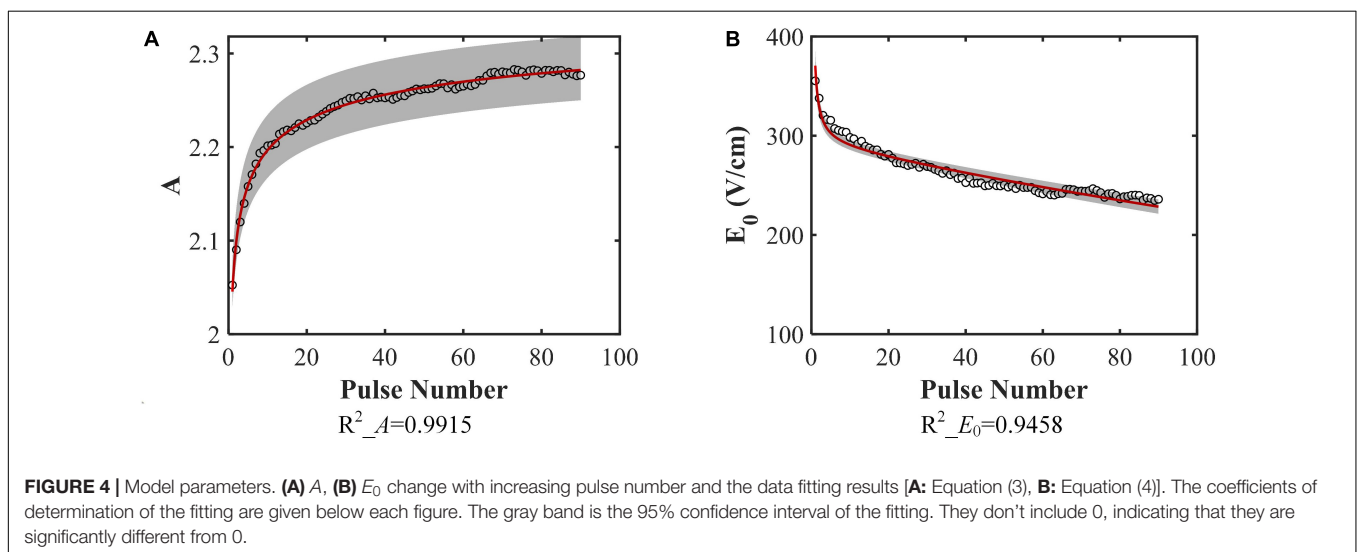 A
B
2.3
2.2
2.1
2
A
0
20
40
60
80
100
Pulse Number
R²_A=0.9915
400
300
200
100
E₀ (V/cm)
0
20
40
60
80
100
Pulse Number
R²_E₀=0.9458
FIGURE 4 | Model parameters. (A) A, (B) E₀ change with increasing pulse number and the data fitting results [A: Equation (3), B: Equation (4)]. The coefficients of
determination of the fitting are given below each figure. The gray band is the 95% confidence interval of the fitting. They don't include 0, indicating that they are
significantly different from 0.